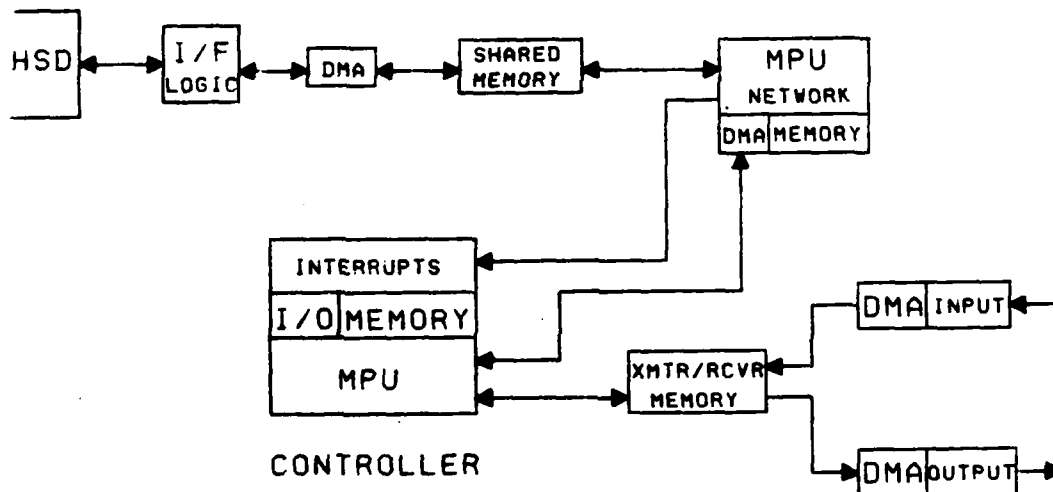 HSD
I/F
LOGIC
DMA
SHARED
MEMORY
MPU
NETWORK
DMA MEMORY
INTERRUPTS
I/O MEMORY
MPU
CONTROLLER
XMTR/RCVR
MEMORY
DMA INPUT
DMA OUTPUT